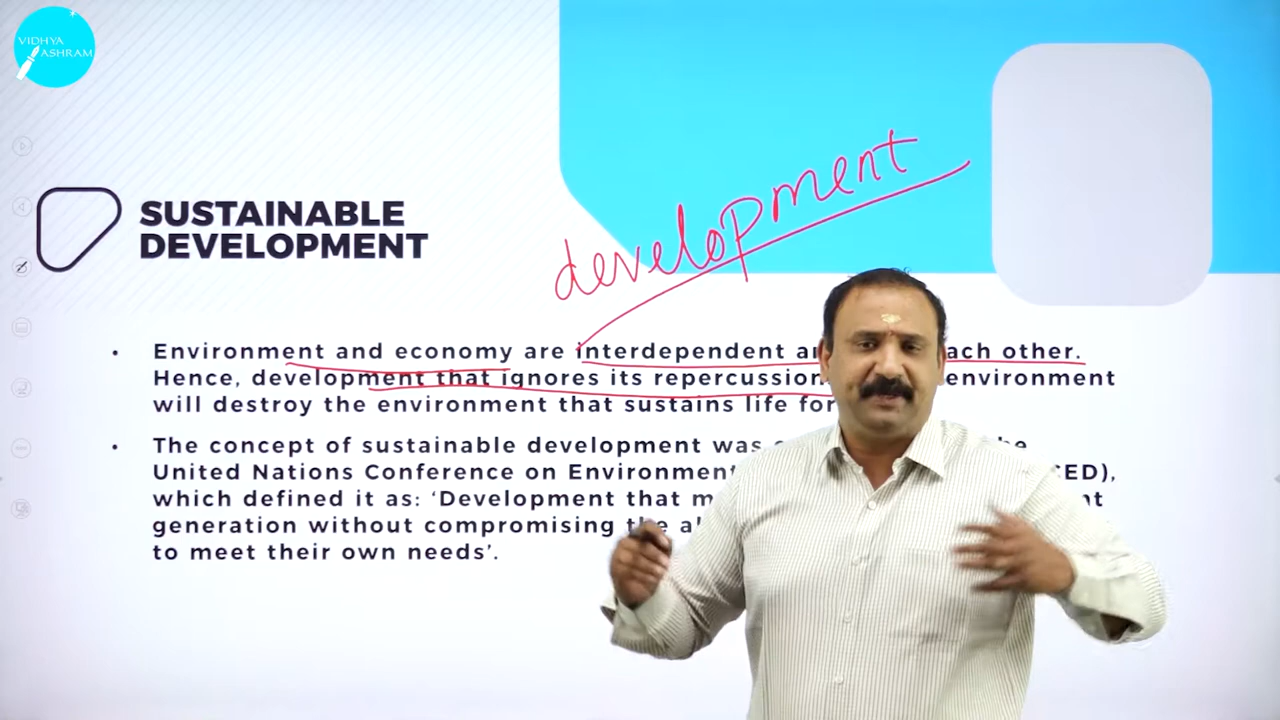 VIDHYA
ASHRAM
SUSTAINABLE
DEVELOPMENT
development
• Environment and economy are interdependent ach other.
Hence, development that ignores its repercussion environment
will destroy the environment that sustains life for
• The concept of sustainable development was
United Nations Conference on Environment CED),
which defined it as: ‘Development that
generation without compromising the
to meet their own needs’.